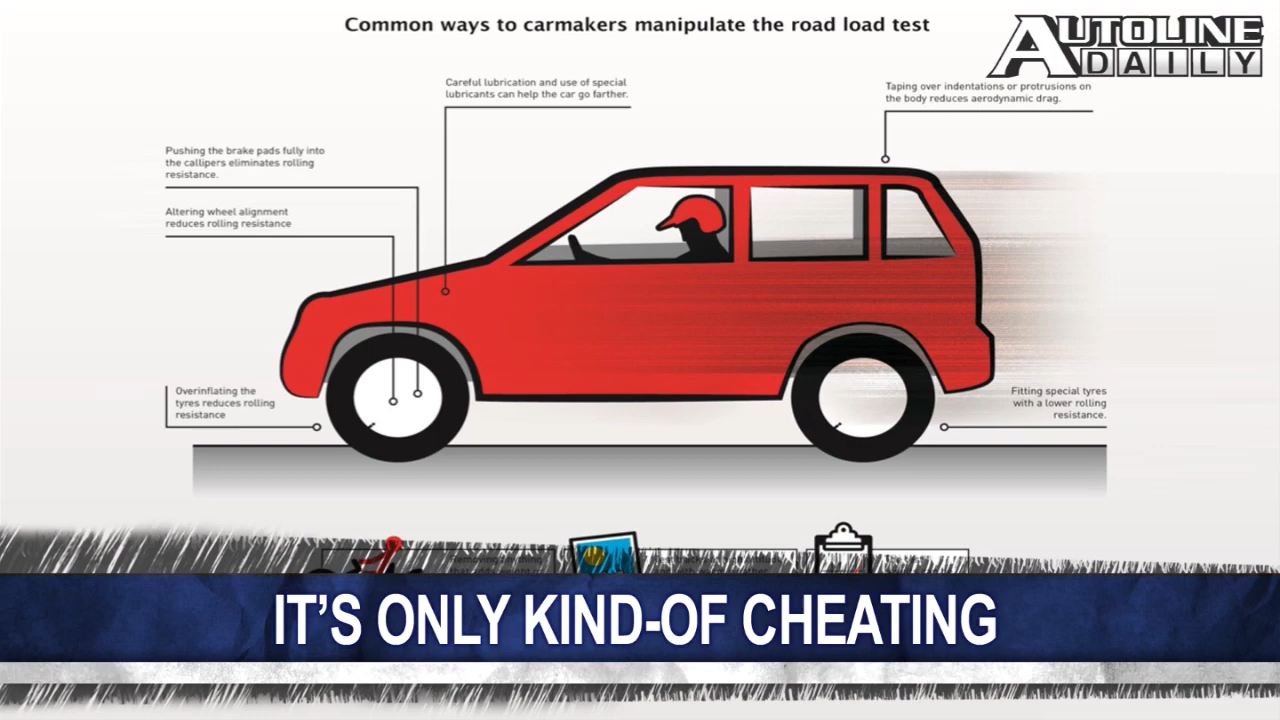 Common ways to carmakers manipulate the road load test
AUTOLINE
DAILY
Careful lubrication and use of special
lubricants can help the car go farther.
Taping over indentations or protrusions on
the body reduces aerodynamic drag.
Pushing the brake pads fully into
the callipers eliminates rolling
resistance.
Altering wheel alignment
reduces rolling resistance
Overinflating the
tyres reduces rolling
resistance
Fitting special tyres
with a lower rolling
resistance.
IT'S ONLY KIND-OF CHEATING